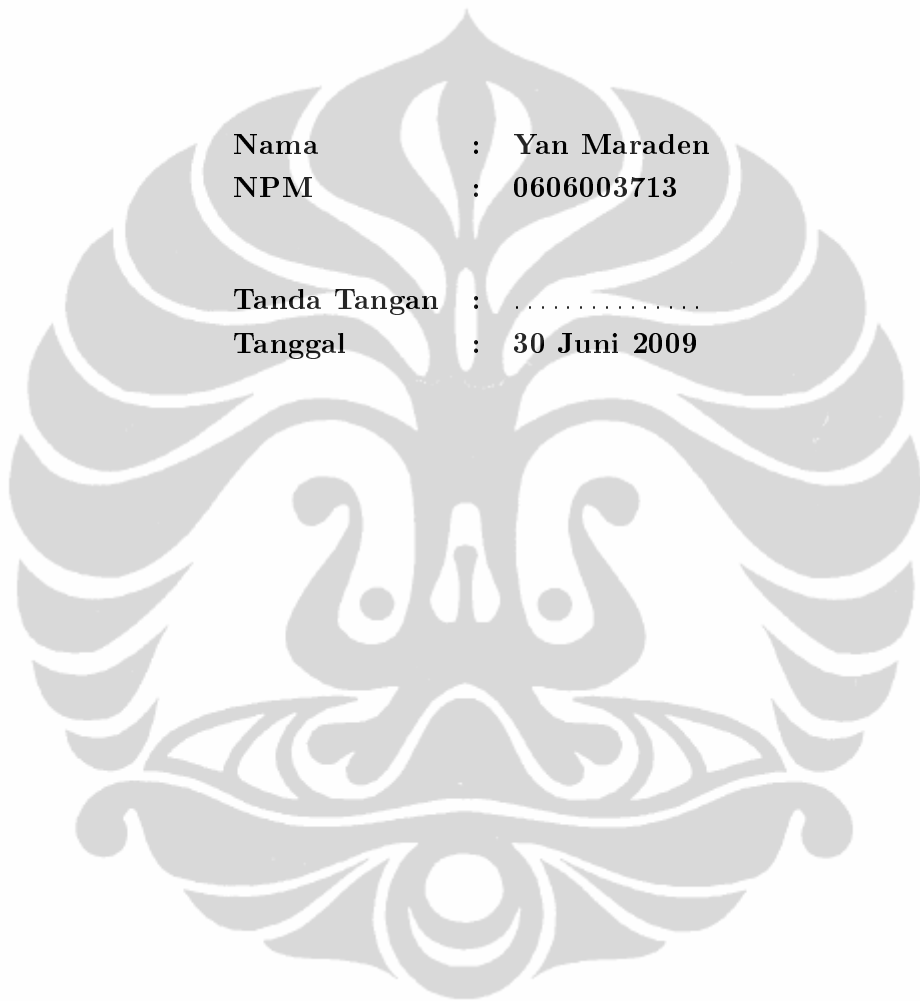 Nama : Yan Maraden
NPM : 0606003713
Tanda Tangan : ...............
Tanggal : 30 Juni 2009